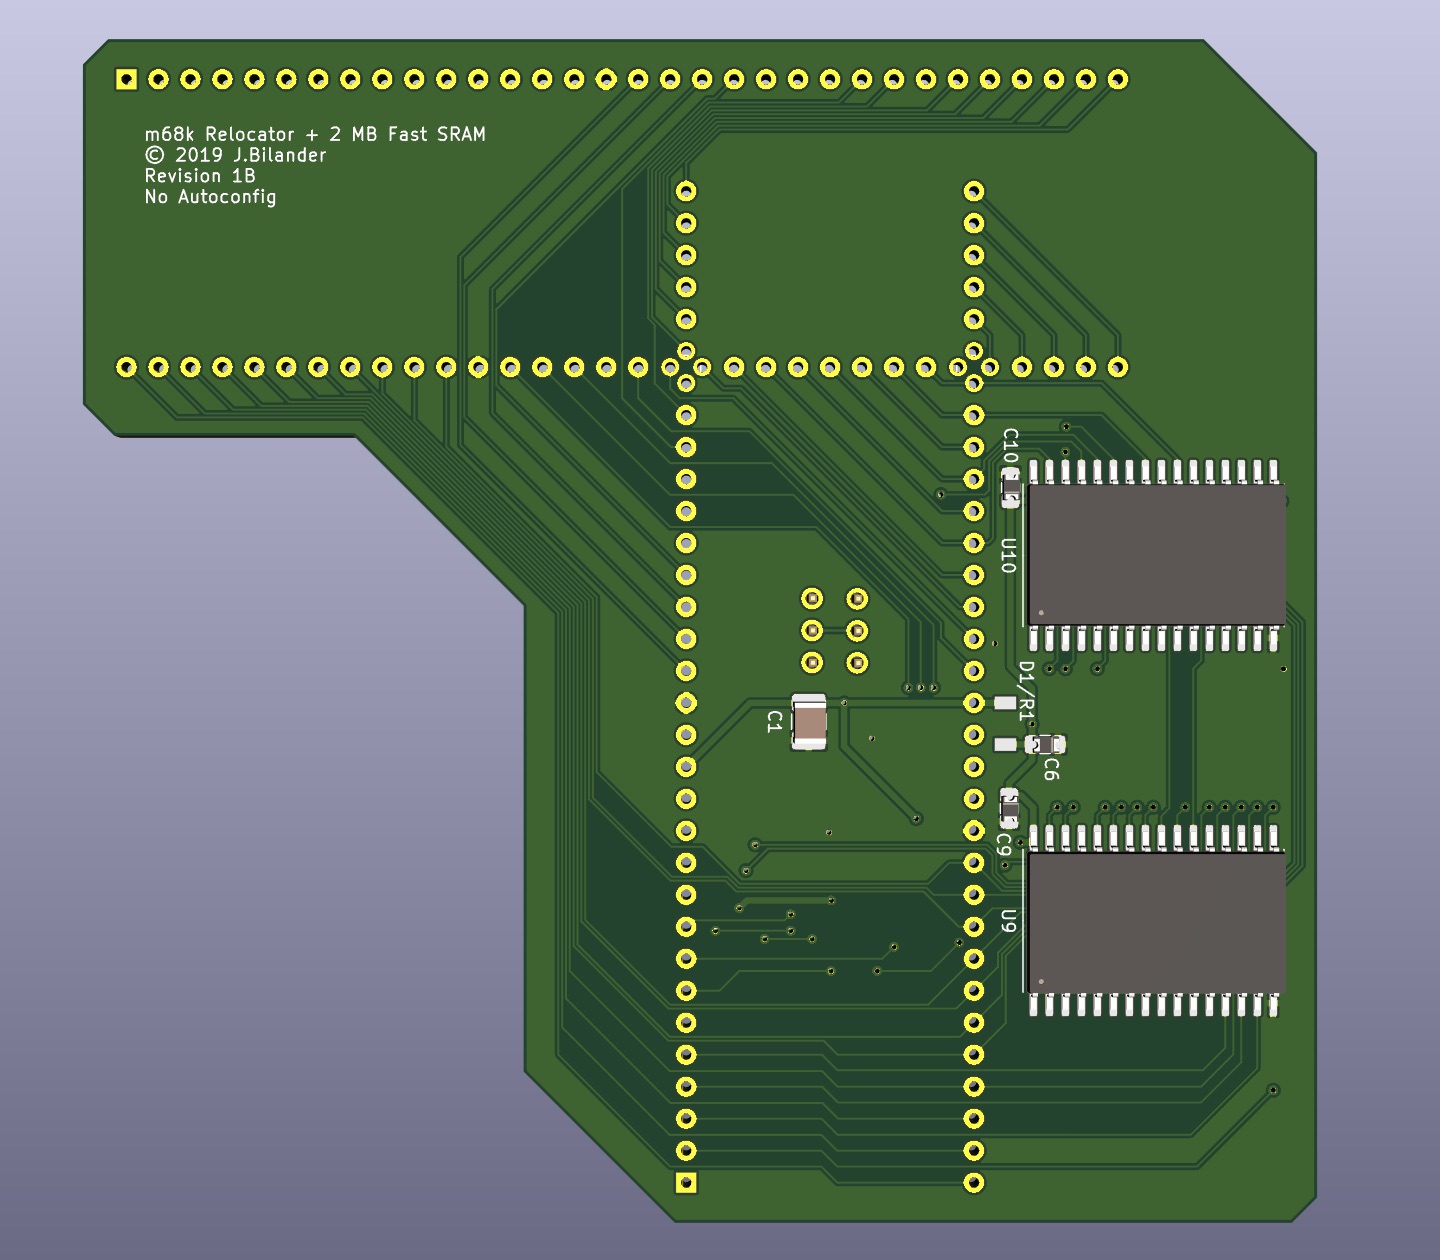 m68k Relocator + 2 MB Fast SRAM
© 2019 J.Bilander
Revision 1B
No Autoconfig
C10
U10
D1/R1
C1
C6
C9
U9